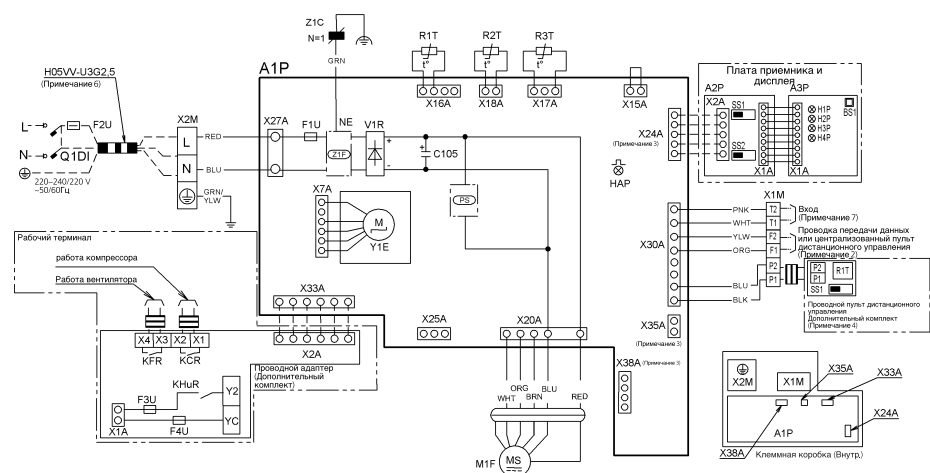 Z1C
N=1
GRN
R1T
R2T
R3T
t°
t°
t°
X16A
X18A
X17A
X15A
A1P
H05VV-U3G2,5
(Примечание 6)
L
N
F2U
Q1DI
220–240/220 V
~50/60Гц
X2M
L
N
RED
BLU
GRN/
YLW
X27A
F1U
NE
Z1F
V1R
+
-
+
C105
PS
X7A
M
Y1E
X24A
(Примечание 3)
HAP
Плата приемника и
дисплея
A2P
X2A
SS1
SS2
X1A
A3P
BS1
H1P
H2P
H3P
H4P
X1A
X30A
PNK
WHT
YLW
ORG
BLU
BLK
X1M
T2
T1
F2
F1
P2
P1
Вход
(Примечание 7)
Проводка передачи данных
или централизованный пульт
дистанционного управления
(Примечание 2)
P2
P1
R1T
SS1
Проводной пульт дистанционного
управления
Дополнительный комплект
(Примечание 4)
Рабочий терминал
работа компрессора
Работа вентилятора
X4
X3
X2
X1
KFR
KCR
X33A
X2A
Проводной адаптер
(Дополнительный
комплект)
KHuR
Y2
YC
F3U
F4U
X1A
X25A
X20A
X35A
(Примечание 3)
X38A (Примечание 3)
WHT
ORG
BRN
BLU
RED
M1F
MS
X2M
X1M
X35A
X33A
X24A
A1P
X38A
Клеммная коробка (Внутр.)